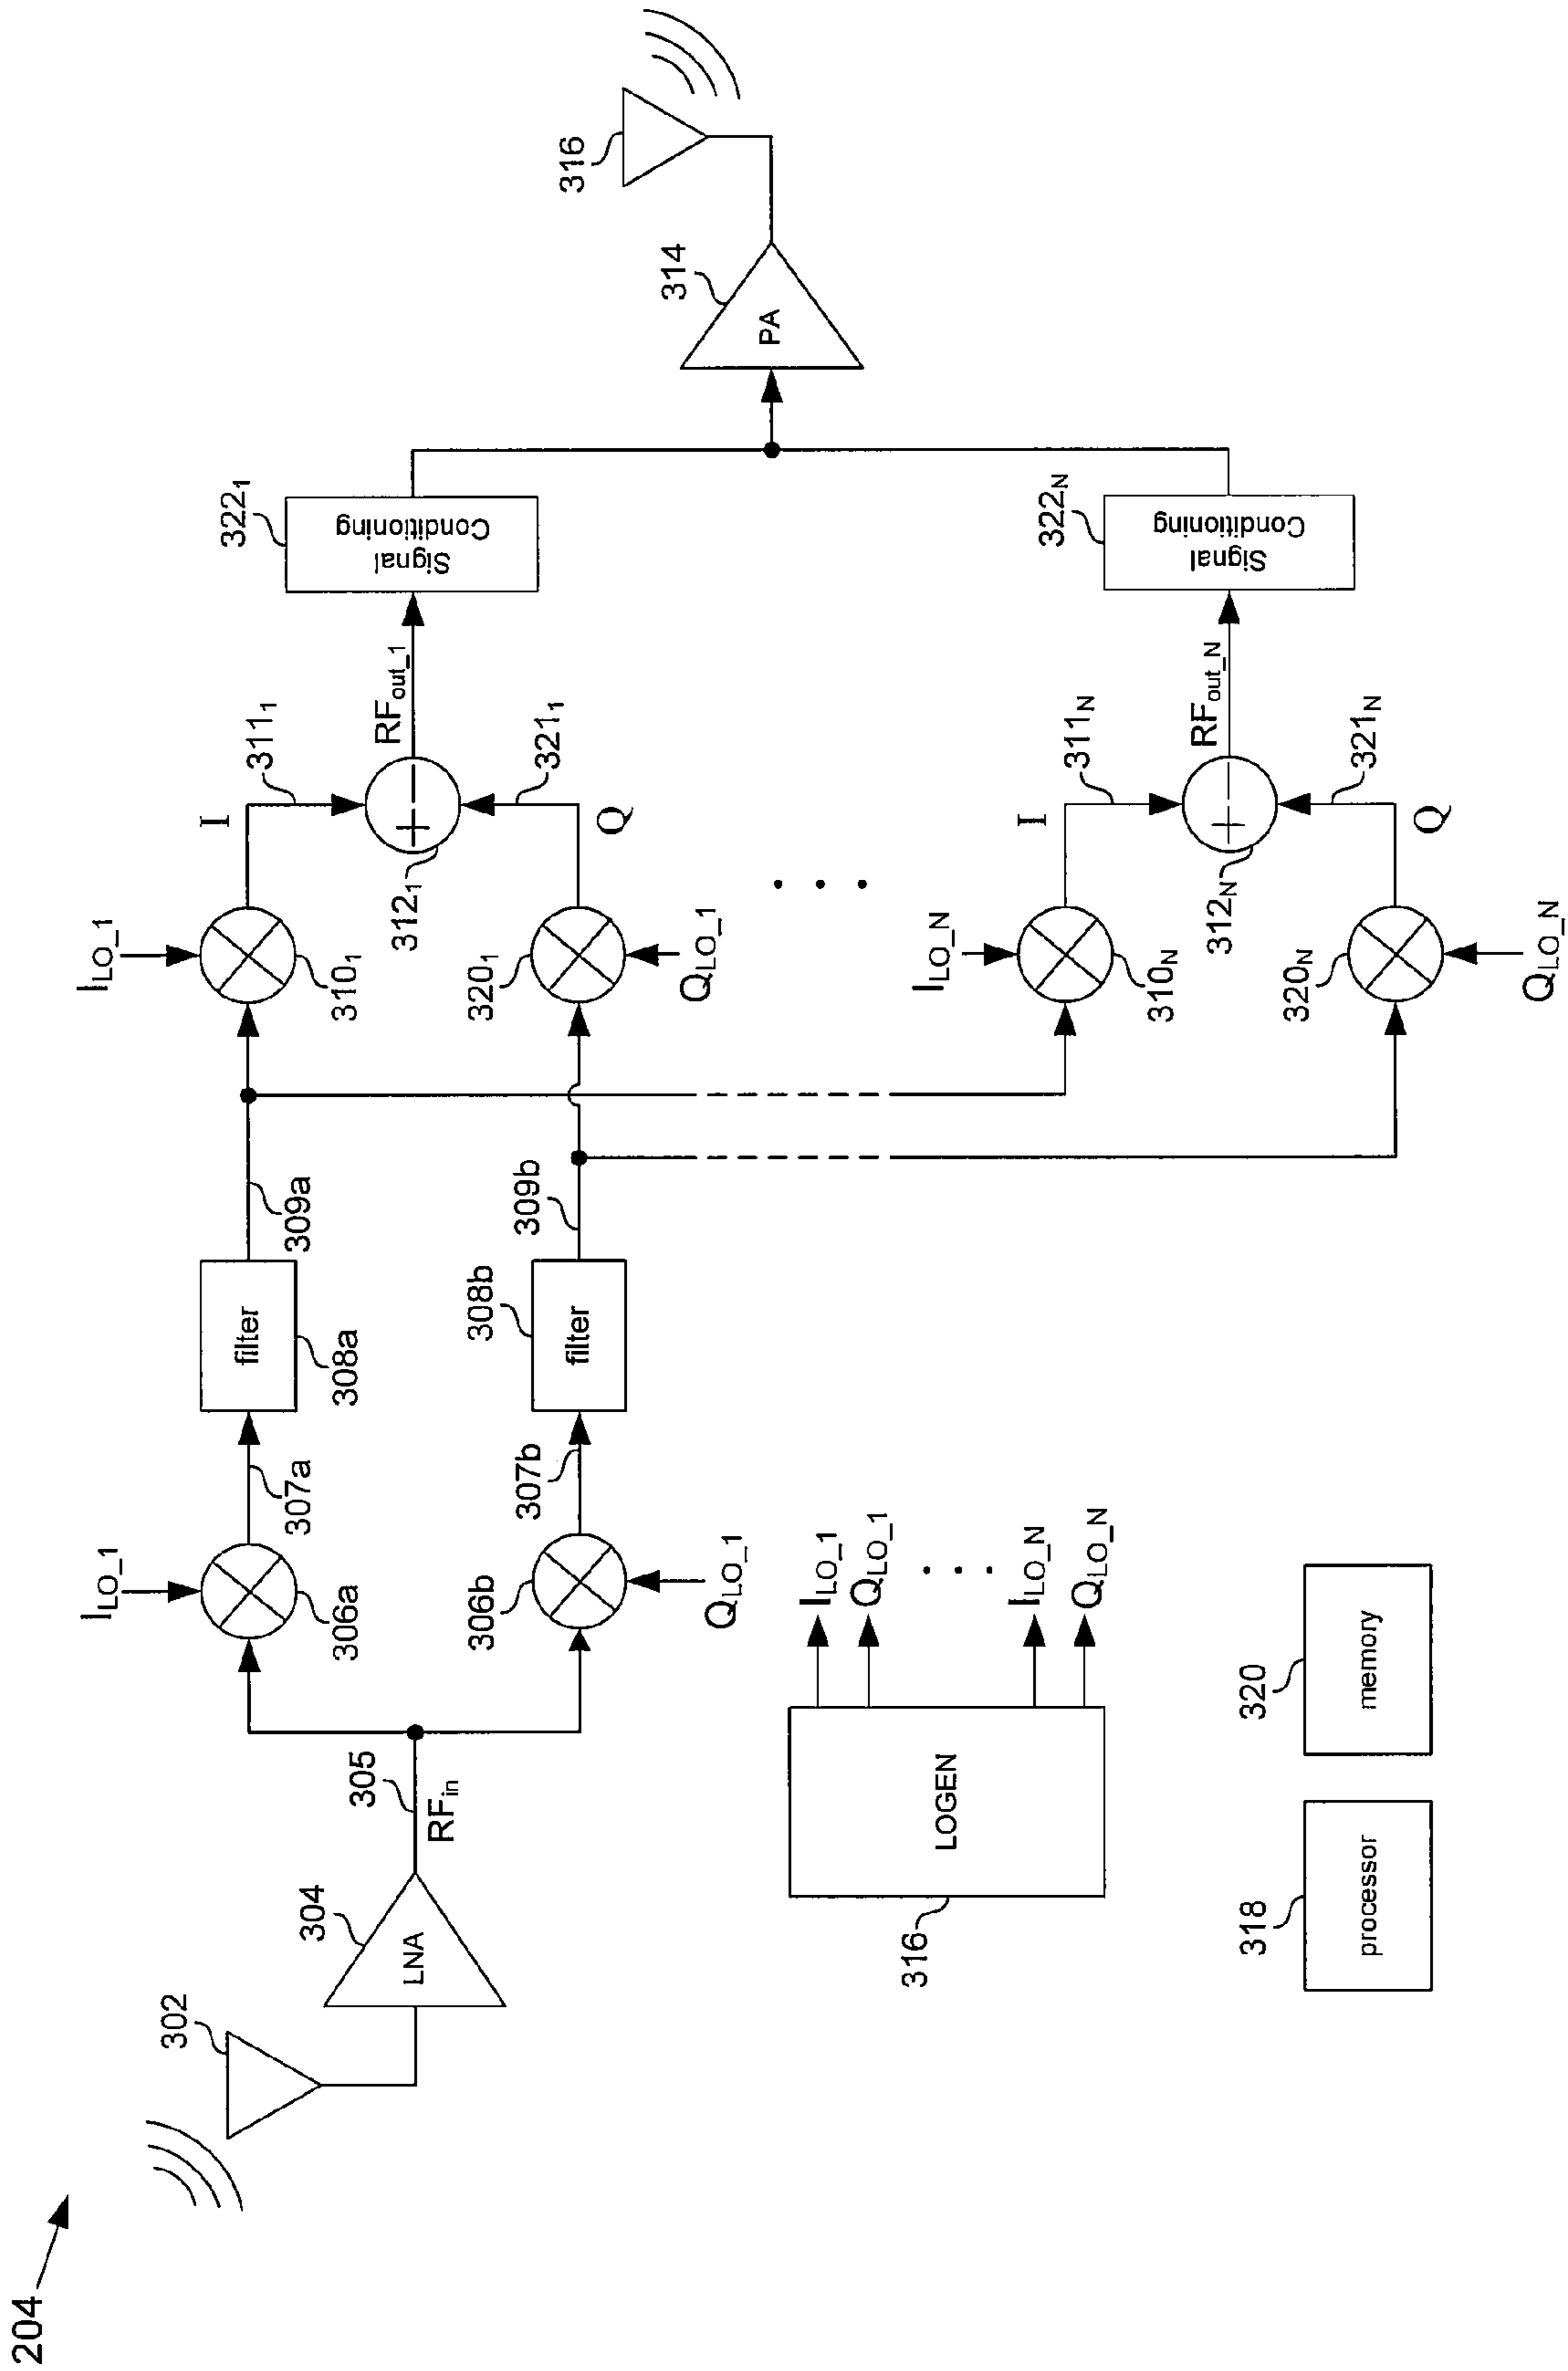 204
302
304
LNA
305
RF_in
I_LO_1
306a
307a
filter
308a
309a
I_LO_1
310_1
I
311_1
312_1
RF_out_1
322_1
Signal
Conditioning
306b
Q_LO_1
307b
308b
filter
309b
320_1
Q_LO_1
Q
321_1
314
PA
316
I_LO_N
310_N
I
311_N
312_N
RF_out_N
322_N
Signal
Conditioning
320_N
Q_LO_N
Q
321_N
LOGEN
316
I_LO_1
Q_LO_1
I_LO_N
Q_LO_N
318
processor
320
memory